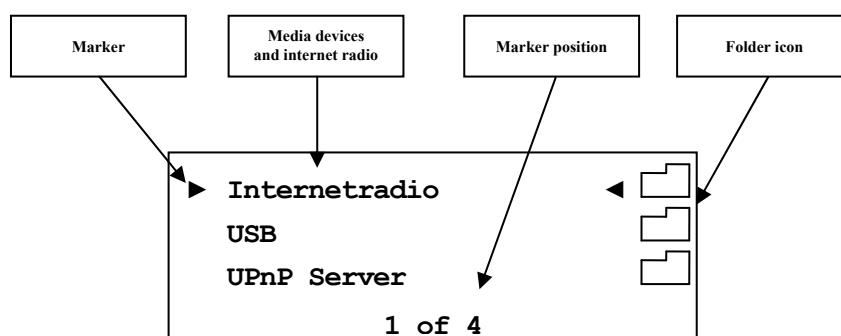 Marker
Media devices
and internet radio
Marker position
Folder icon
► Internetradio ◄
USB
UPnP Server
1 of 4